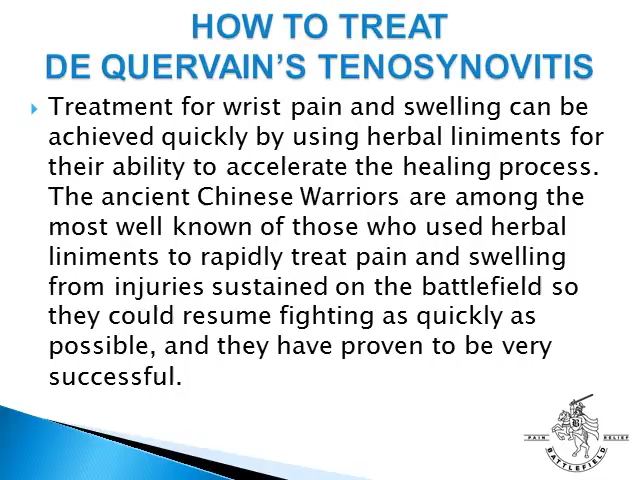 HOW TO TREAT
DE QUERVAIN'S TENOSYNOVITIS
Treatment for wrist pain and swelling can be
achieved quickly by using herbal liniments for
their ability to accelerate the healing process.
The ancient Chinese Warriors are among the
most well known of those who used herbal
liniments to rapidly treat pain and swelling
from injuries sustained on the battlefield so
they could resume fighting as quickly as
possible, and they have proven to be very
successful.
PAIN RELIEF
BATTLEFIELD